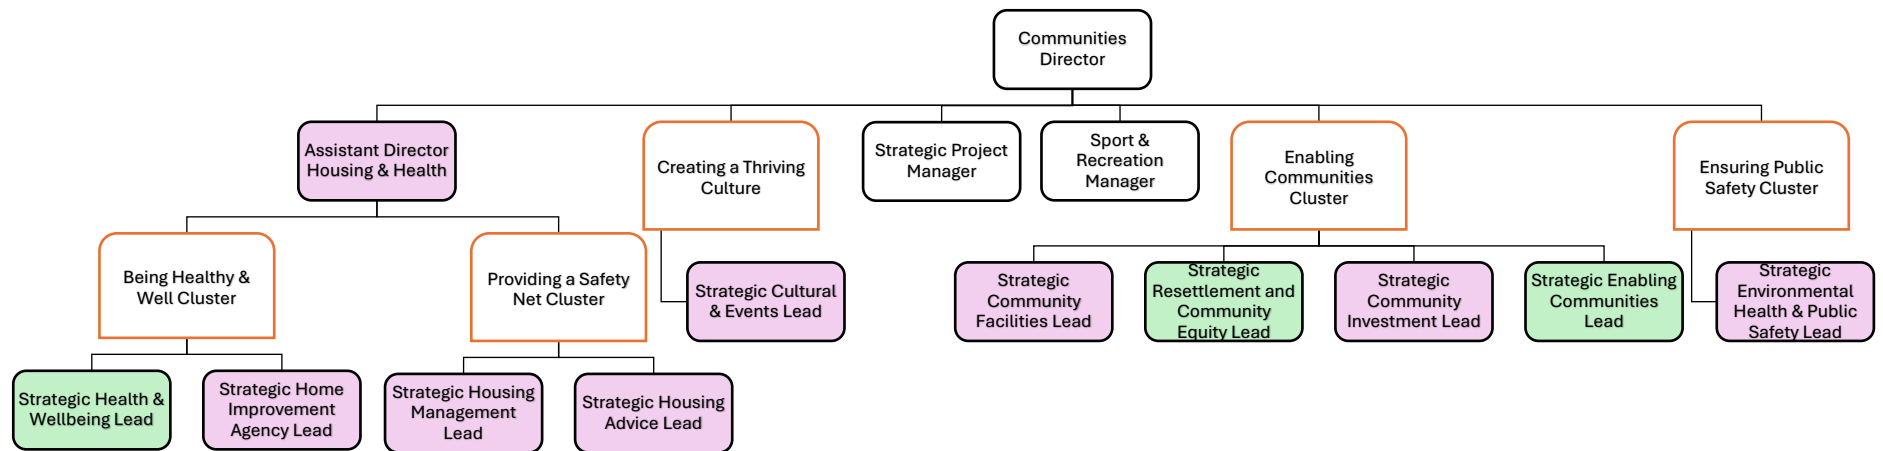 Communities
Director
Assistant Director
Housing & Health
Creating a Thriving
Culture
Strategic Project
Manager
Sport &
Recreation
Manager
Enabling
Communities
Cluster
Ensuring Public
Safety Cluster
Being Healthy &
Well Cluster
Providing a Safety
Net Cluster
Strategic Cultural
& Events Lead
Strategic
Community
Facilities Lead
Strategic
Resettlement and
Community
Equity Lead
Strategic
Community
Investment Lead
Strategic Enabling
Communities
Lead
Strategic
Environmental
Health & Public
Safety Lead
Strategic Health &
Wellbeing Lead
Strategic Home
Improvement
Agency Lead
Strategic Housing
Management
Lead
Strategic Housing
Advice Lead